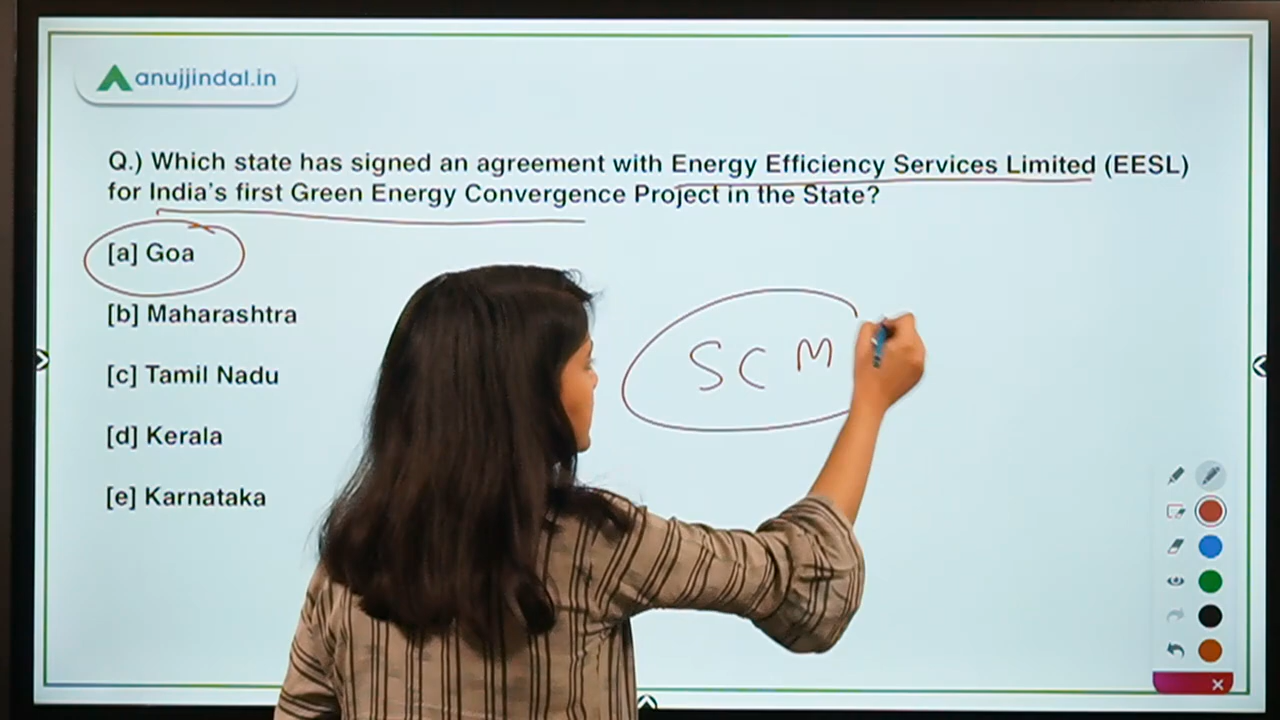 anujjindal.in
Q.) Which state has signed an agreement with Energy Efficiency Services Limited (EESL)
for India's first Green Energy Convergence Project in the State?
[a] Goa
[b] Maharashtra
[c] Tamil Nadu
[d] Kerala
[e] Karnataka
SCM